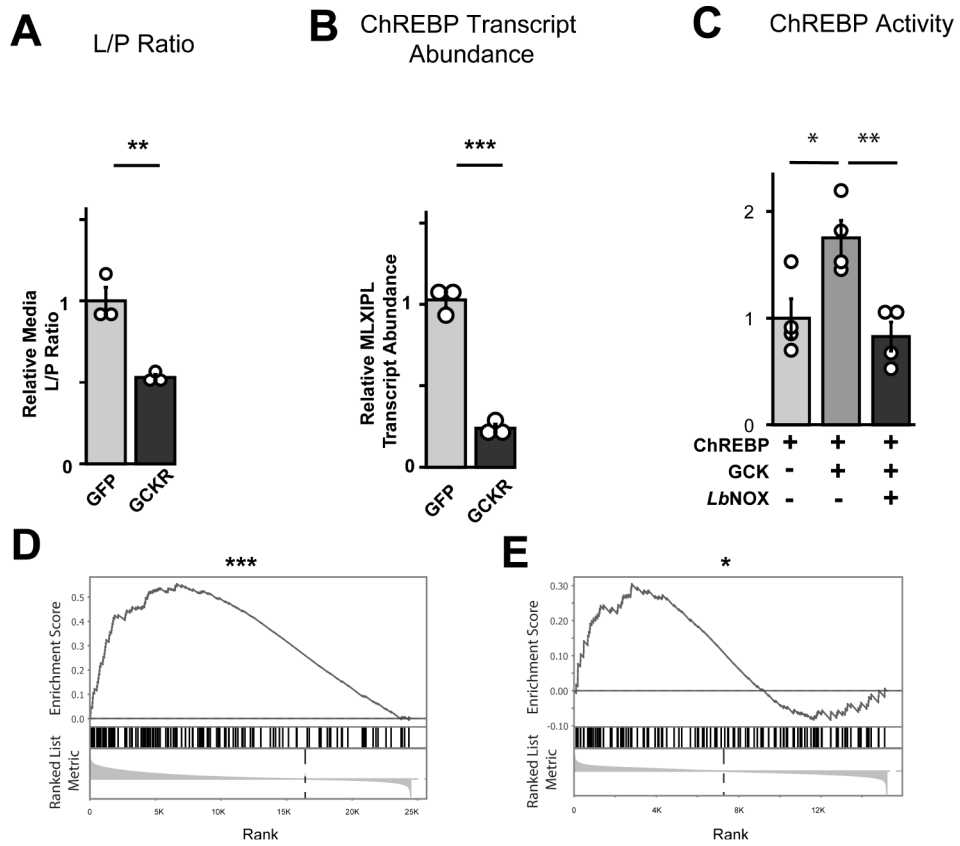 A
L/P Ratio
**
Relative Media
L/P Ratio
1
0
GFP
GCKR
B
ChREBP Transcript
Abundance
***
Relative MLXIPL
Transcript Abundance
1
0
GFP
GCKR
C
ChREBP Activity
*
**
2
1
0
ChREBP + + +
GCK - + +
LbNOX - - +
D
***
Enrichment Score
0.5
0.4
0.3
0.2
0.1
0.0
Ranked List
Metric
0 5K 10K 15K 20K 25K
Rank
E
*
Enrichment Score
0.30
0.20
0.10
0.00
-0.10
Ranked List
Metric
0 4K 8K 12K
Rank